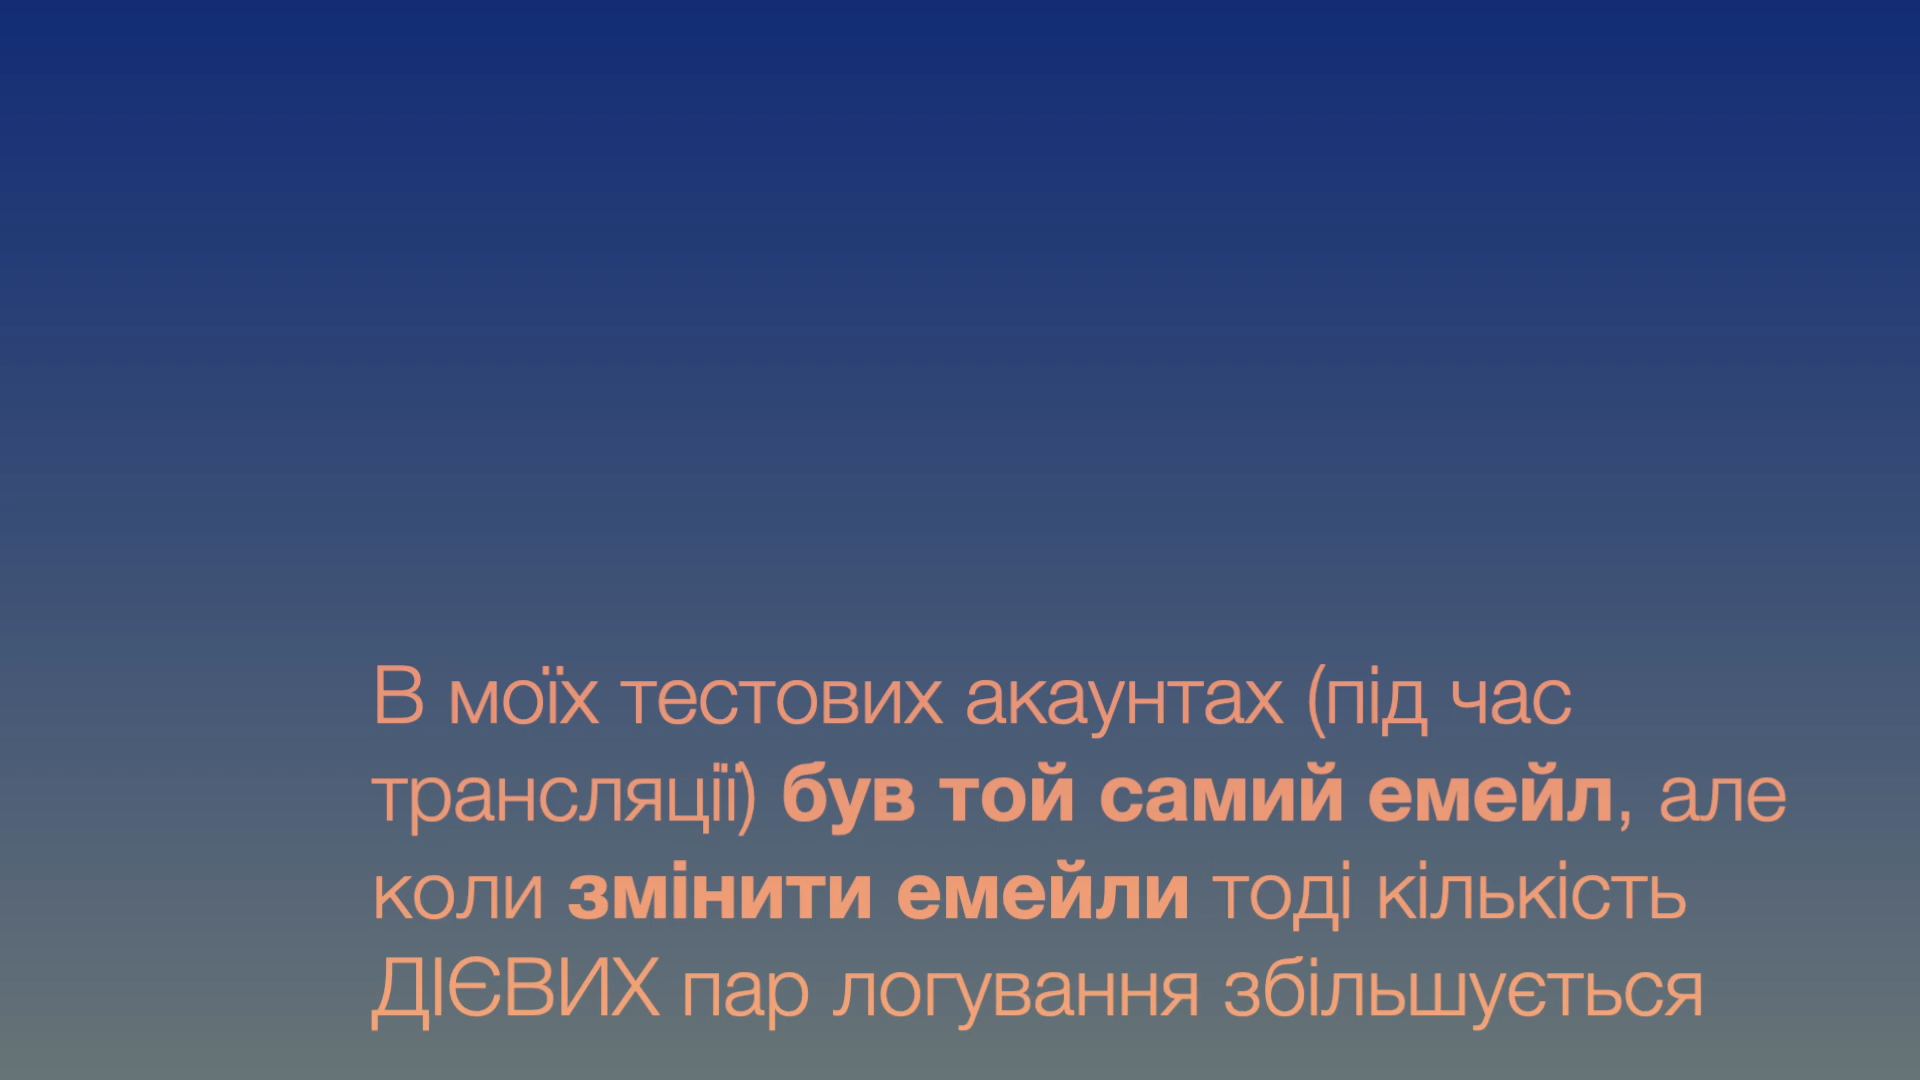 В моїх тестових акаунтах (під час
трансляції) був той самий емейл, але
коли змінити емейли тоді кількість
ДІЄВИХ пар логування збільшується